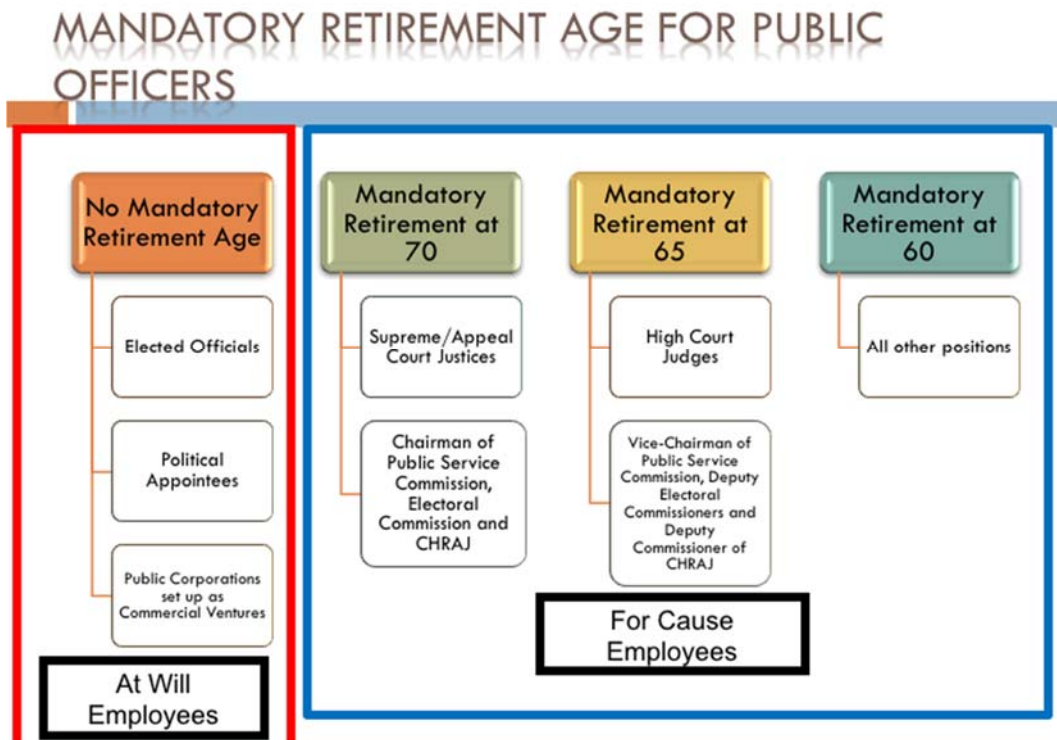 MANDATORY RETIREMENT AGE FOR PUBLIC
OFFICERS
No Mandatory
Retirement Age
Elected Officials
Political
Appointees
Public Corporations
set up as
Commercial Ventures
At Will
Employees
Mandatory
Retirement at
70
Supreme/Appeal
Court Justices
Chairman of
Public Service
Commission,
Electoral
Commission and
CHRAJ
Mandatory
Retirement at
65
High Court
Judges
Vice-Chairman of
Public Service
Commission, Deputy
Electoral
Commissioners and
Deputy
Commissioner of
CHRAJ
Mandatory
Retirement at
60
All other positions
For Cause
Employees